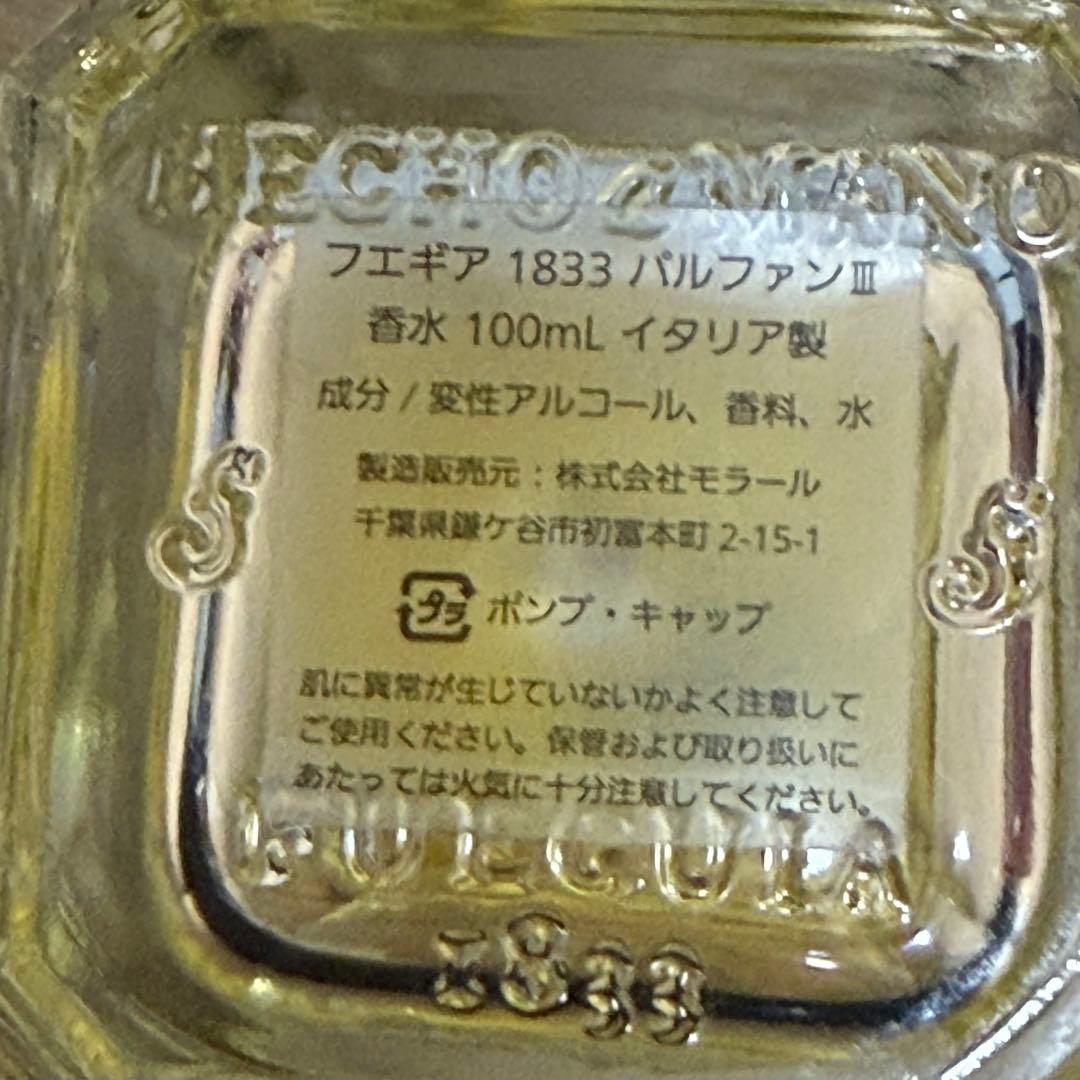 HECHO a MANO
フエギア 1833 パルファンⅢ
香水 100mL イタリア製
成分 / 変性アルコール、香料、水
製造販売元：株式会社モラール
千葉県鎌ケ谷市初富本町 2-15-1
プラ ポンプ・キャップ
肌に異常が生じていないかよく注意して
ご使用ください。保管および取り扱いに
あたっては火気に十分注意してください。
FUEGUIA
1833